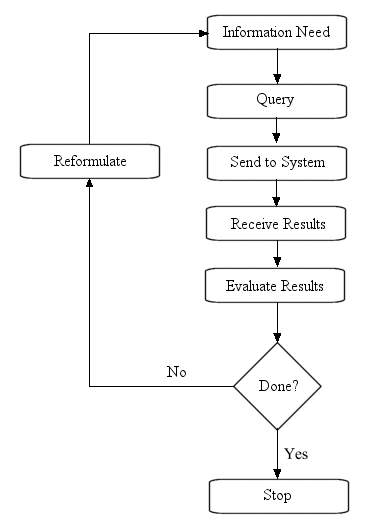 Information Need
Query
Send to System
Reformulate
Receive Results
Evaluate Results
Done?
No
Yes
Stop